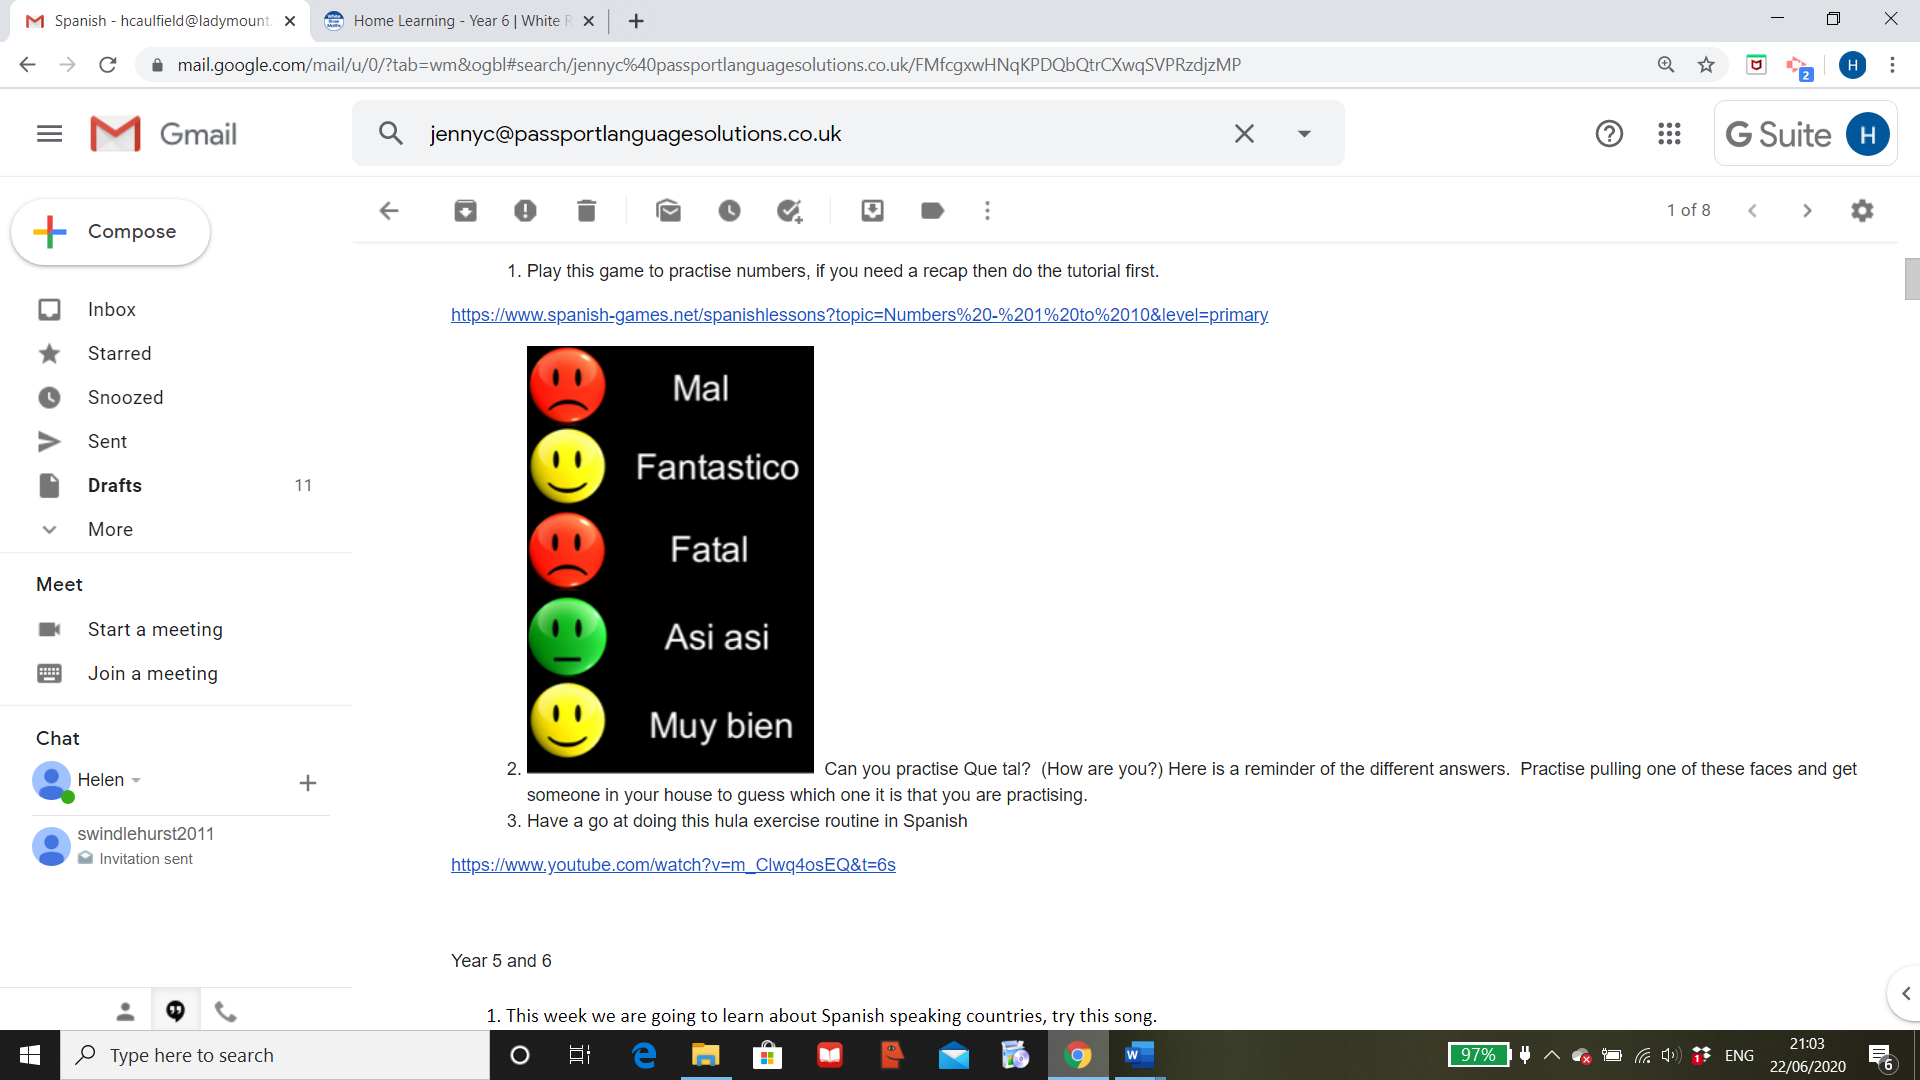 Spanish - hcaulfield@ladymount
Home Learning - Year 6 | White R
mail.google.com/mail/u/0/?tab=wm&ogbl#search/jennyc%40passportlanguagesolutions.co.uk/FMfcgxwHNqKPDQbQtrCXwqSVPRzdjzMP
2
H
Gmail
jennyc@passportlanguagesolutions.co.uk
G Suite
H
Compose
1 of 8
Inbox
Starred
Snoozed
Sent
Drafts 11
More
Meet
Start a meeting
Join a meeting
Chat
Helen
swindlehurst2011
Invitation sent
1. Play this game to practise numbers, if you need a recap then do the tutorial first.
https://www.spanish-games.net/spanishlessons?topic=Numbers%20-%201%20to%2010&level=primary
Mal
Fantastico
Fatal
Asi asi
Muy bien
2. Can you practise Que tal?  (How are you?) Here is a reminder of the different answers.  Practise pulling one of these faces and get
someone in your house to guess which one it is that you are practising.
3. Have a go at doing this hula exercise routine in Spanish
https://www.youtube.com/watch?v=m_Clwq4osEQ&t=6s
Year 5 and 6
1. This week we are going to learn about Spanish speaking countries, try this song.
Type here to search
97%
1
ENG
21:03
22/06/2020
6